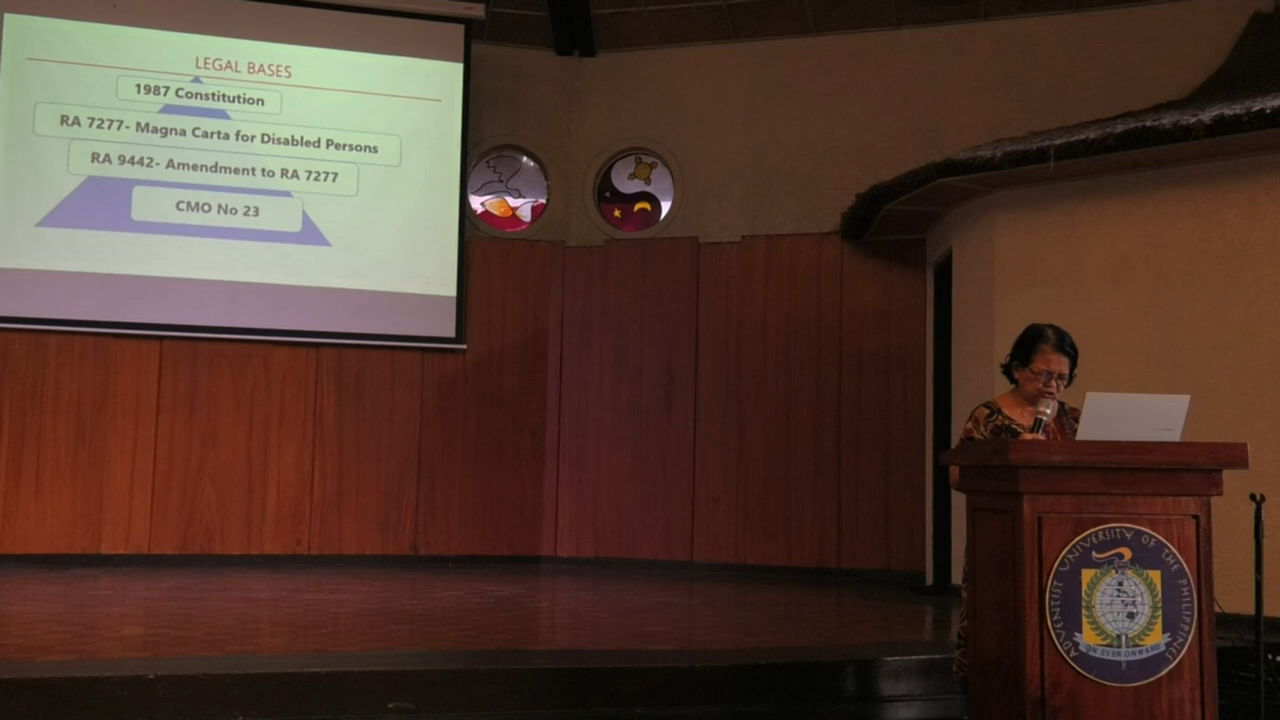 LEGAL BASES
1987 Constitution
RA 7277- Magna Carta for Disabled Persons
RA 9442- Amendment to RA 7277
CMO No 23
ADVENTIST UNIVERSITY OF THE PHILIPPINES
ON EVER ONWARD